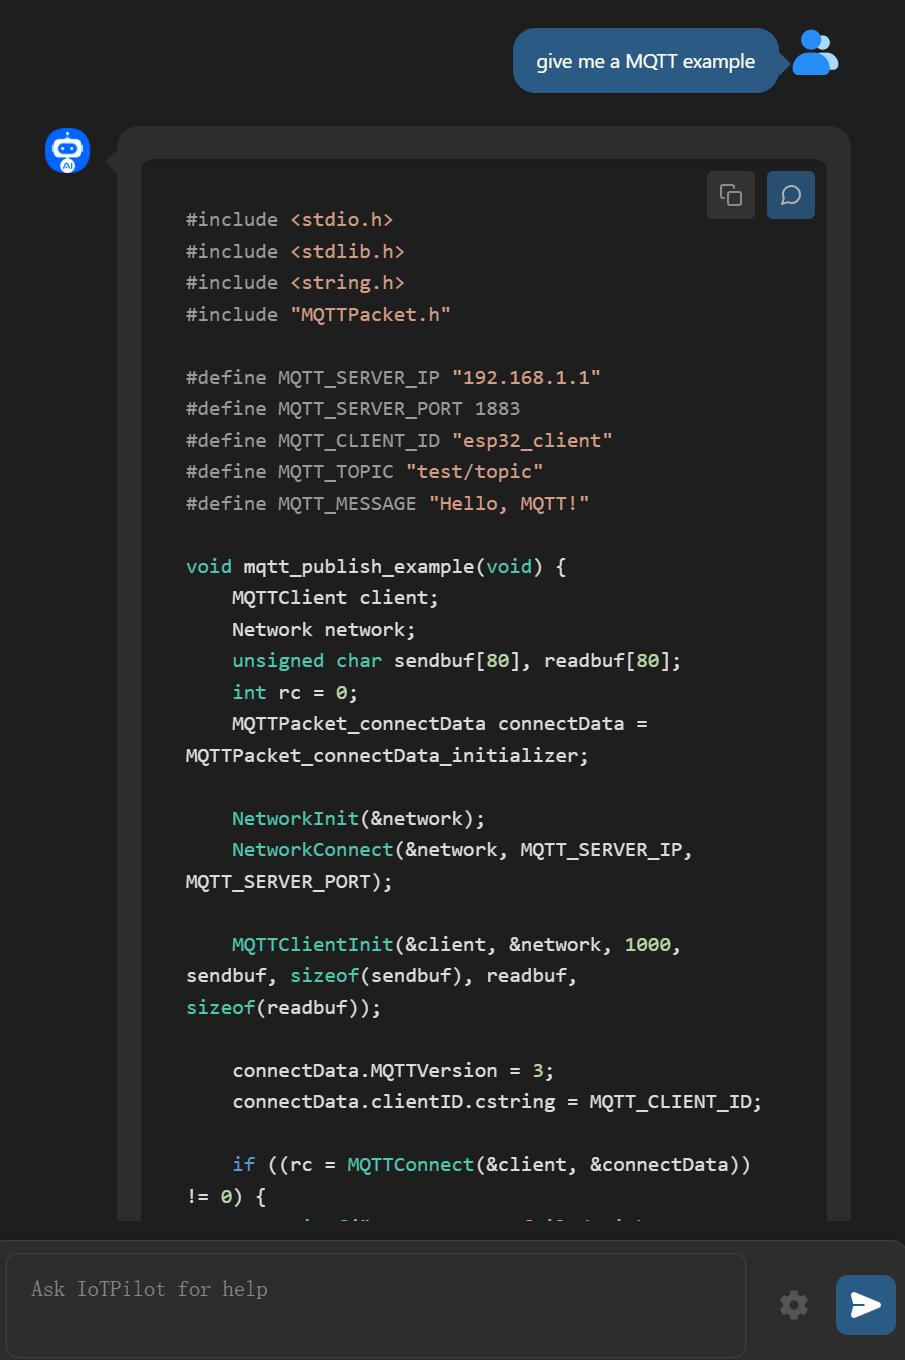 give me a MQTT example
AI
#include <stdio.h>
#include <stdlib.h>
#include <string.h>
#include "MQTTPacket.h"
#define MQTT_SERVER_IP "192.168.1.1"
#define MQTT_SERVER_PORT 1883
#define MQTT_CLIENT_ID "esp32_client"
#define MQTT_TOPIC "test/topic"
#define MQTT_MESSAGE "Hello, MQTT!"
void mqtt_publish_example(void) {
    MQTTClient client;
    Network network;
    unsigned char sendbuf[80], readbuf[80];
    int rc = 0;
    MQTTPacket_connectData connectData =
MQTTPacket_connectData_initializer;
    NetworkInit(&network);
    NetworkConnect(&network, MQTT_SERVER_IP,
MQTT_SERVER_PORT);
    MQTTClientInit(&client, &network, 1000,
sendbuf, sizeof(sendbuf), readbuf,
sizeof(readbuf));
    connectData.MQTTVersion = 3;
    connectData.clientID.cstring = MQTT_CLIENT_ID;
    if ((rc = MQTTConnect(&client, &connectData))
!= 0) {
Ask IoTPilot for help